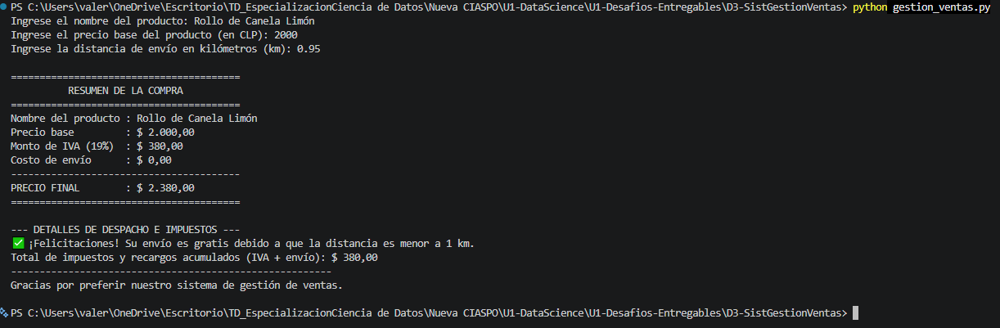 PS C:\Users\valer\OneDrive\Escritorio\TD_EspecializacionCiencia de Datos\Nueva CIASPO\U1-DataScience\U1-Desafios-Entregables\D3-SistGestionVentas> python gestion_ventas.py
Ingrese el nombre del producto: Rollo de Canela Limón
Ingrese el precio base del producto (en CLP): 2000
Ingrese la distancia de envío en kilómetros (km): 0.95
========================================
RESUMEN DE LA COMPRA
========================================
Nombre del producto : Rollo de Canela Limón
Precio base : $ 2.000,00
Monto de IVA (19%) : $ 380,00
Costo de envío : $ 0,00
----------------------------------------
PRECIO FINAL : $ 2.380,00
========================================
--- DETALLES DE DESPACHO E IMPUESTOS ---
✅ ¡Felicitaciones! Su envío es gratis debido a que la distancia es menor a 1 km.
Total de impuestos y recargos acumulados (IVA + envío): $ 380,00
--------------------------------------------------------
Gracias por preferir nuestro sistema de gestión de ventas.
PS C:\Users\valer\OneDrive\Escritorio\TD_EspecializacionCiencia de Datos\Nueva CIASPO\U1-DataScience\U1-Desafios-Entregables\D3-SistGestionVentas>